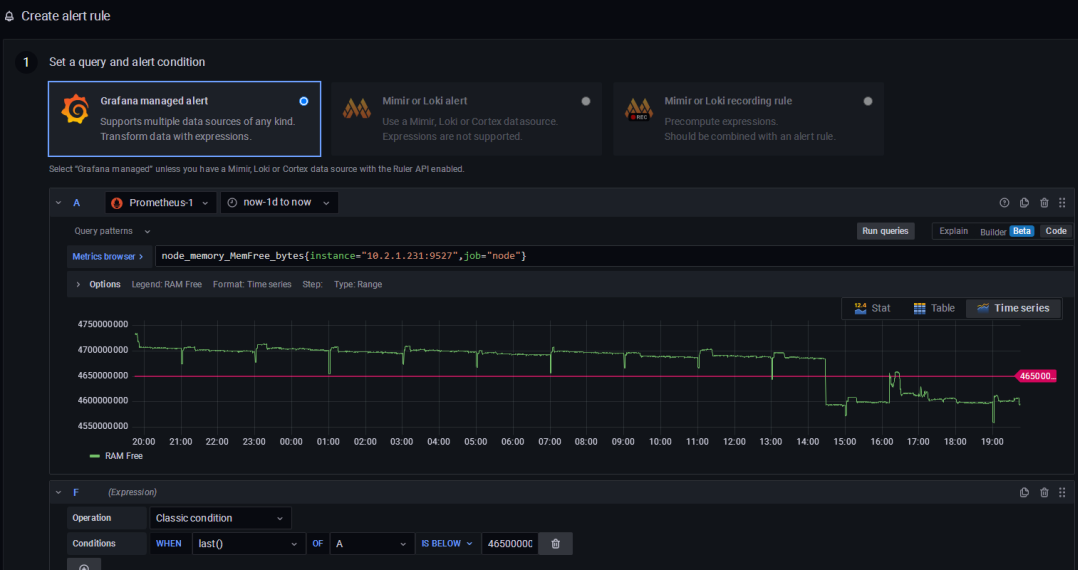 Create alert rule
1 Set a query and alert condition
Grafana managed alert
Supports multiple data sources of any kind.
Transform data with expressions.
Mimir or Loki alert
Use a Mimir, Loki or Cortex datasource.
Expressions are not supported.
REC
Mimir or Loki recording rule
Precompute expressions.
Should be combined with an alert rule.
Select "Grafana managed" unless you have a Mimir, Loki or Cortex data source with the Ruler API enabled.
A Prometheus-1 now-1d to now
Query patterns Run queries Explain Builder Beta Code
Metrics browser > node_memory_MemFree_bytes{instance="10.2.1.231:9527",job="node"}
Options Legend: RAM Free Format: Time series Step: Type: Range
12.4 Stat Table Time series
4750000000
4700000000
4650000000 465000...
4600000000
4550000000
20:00 21:00 22:00 23:00 00:00 01:00 02:00 03:00 04:00 05:00 06:00 07:00 08:00 09:00 10:00 11:00 12:00 13:00 14:00 15:00 16:00 17:00 18:00 19:00
RAM Free
F (Expression)
Operation Classic condition
Conditions WHEN last() OF A IS BELOW 46500000